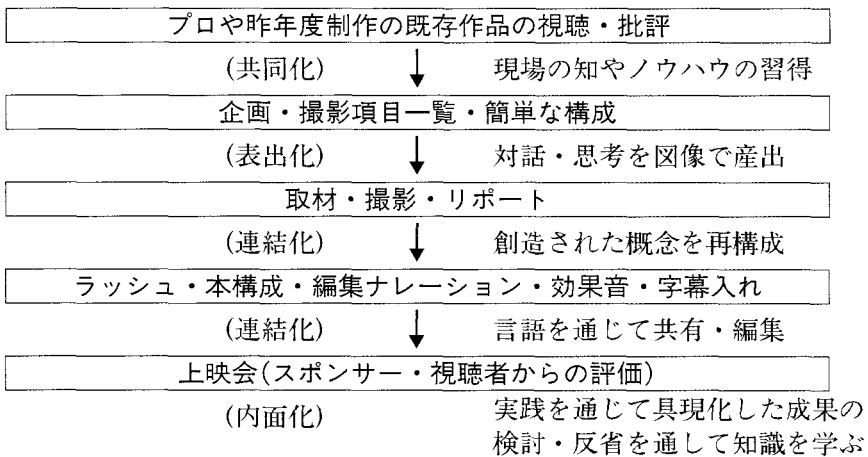 プロや昨年度制作の既存作品の視聴・批評
(共同化) 現場の知やノウハウの習得
企画・撮影項目一覧・簡単な構成
(表出化) 対話・思考を図像で産出
取材・撮影・リポート
(連結化) 創造された概念を再構成
ラッシュ・本構成・編集ナレーション・効果音・字幕入れ
(連結化) 言語を通じて共有・編集
上映会(スポンサー・視聴者からの評価)
(内面化) 実践を通じて具現化した成果の
検討・反省を通して知識を学ぶ